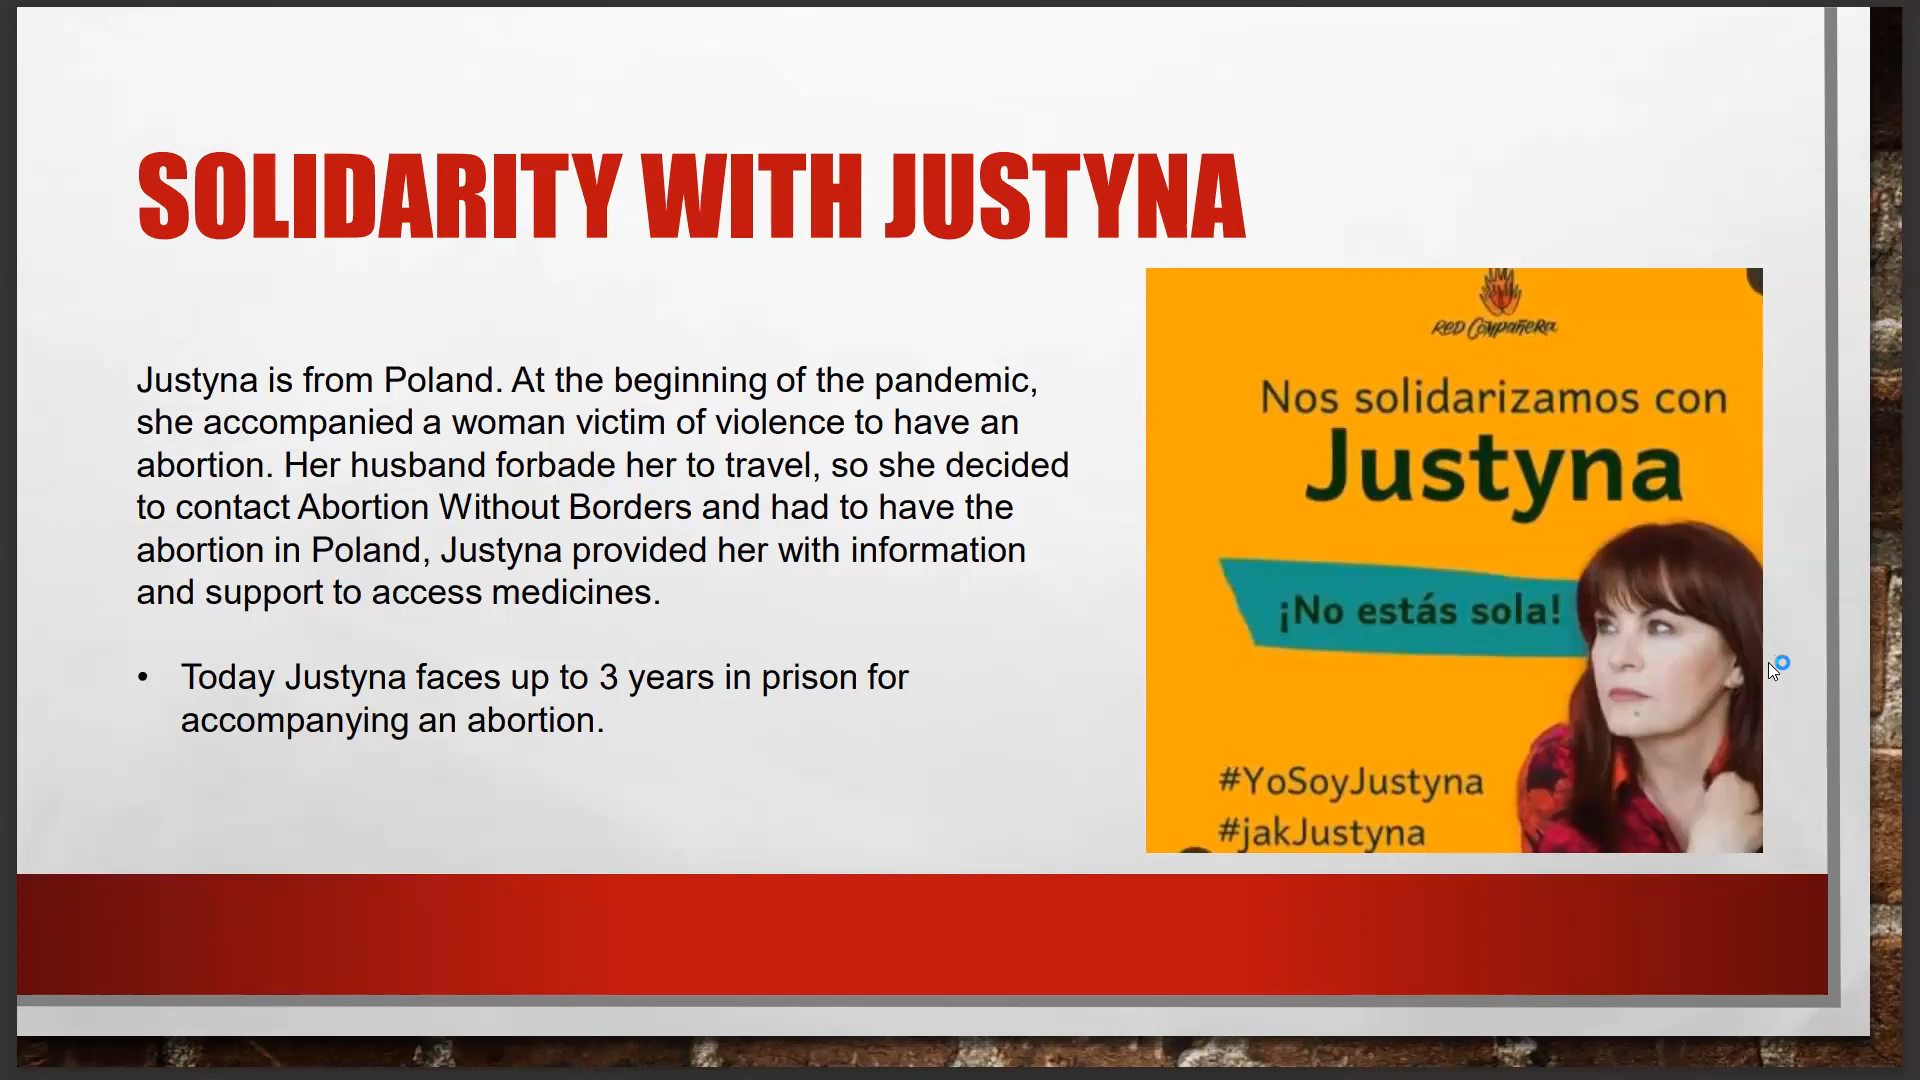 SOLIDARITY WITH JUSTYNA
Justyna is from Poland. At the beginning of the pandemic,
she accompanied a woman victim of violence to have an
abortion. Her husband forbade her to travel, so she decided
to contact Abortion Without Borders and had to have the
abortion in Poland, Justyna provided her with information
and support to access medicines.
• Today Justyna faces up to 3 years in prison for
accompanying an abortion.
RED COMPAÑERA
Nos solidarizamos con
Justyna
¡No estás sola!
#YoSoyJustyna
#jakJustyna